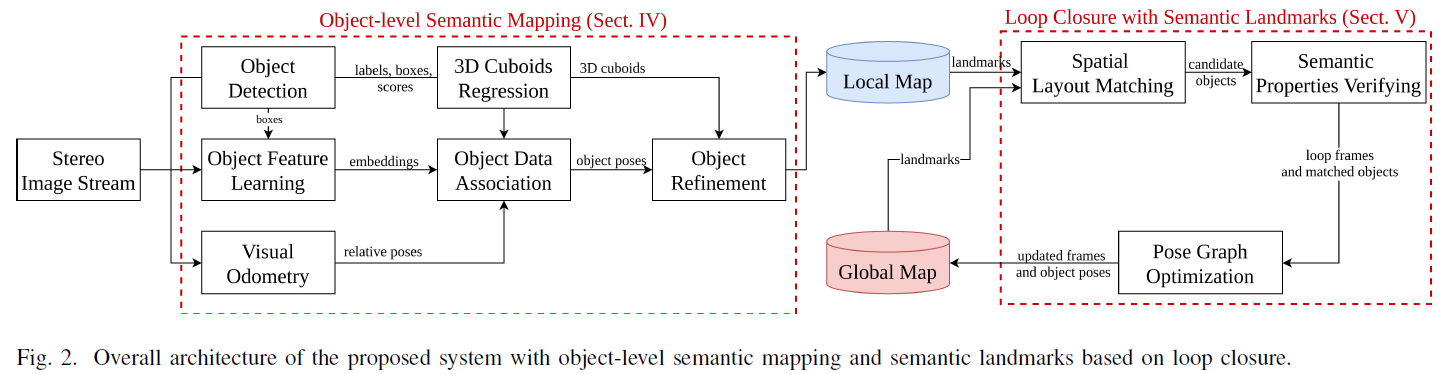 Object-level Semantic Mapping (Sect. IV)
Loop Closure with Semantic Landmarks (Sect. V)
Object
Detection
labels, boxes,
scores
3D Cuboids
Regression
3D cuboids
boxes
Stereo
Image Stream
Object Feature
Learning
embeddings
Object Data
Association
object poses
Object
Refinement
Visual
Odometry
relative poses
Local Map
landmarks
Spatial
Layout Matching
candidate
objects
Semantic
Properties Verifying
landmarks
loop frames
and matched objects
Global Map
updated frames
and object poses
Pose Graph
Optimization
Fig. 2. Overall architecture of the proposed system with object-level semantic mapping and semantic landmarks based on loop closure.